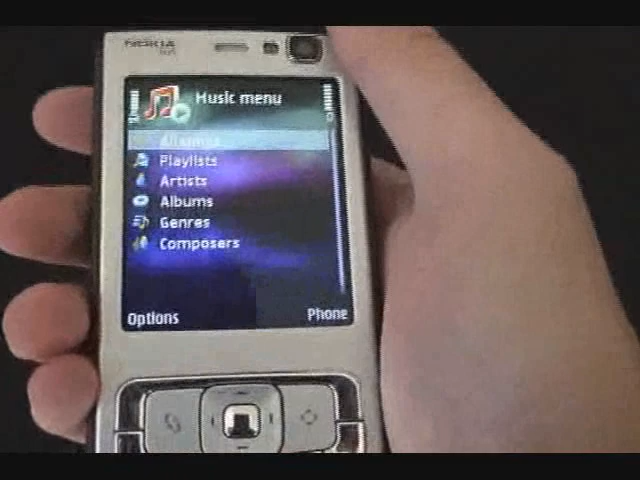 NOKIA
Music menu
Playlists
Artists
Albums
Genres
Composers
Options
Phone